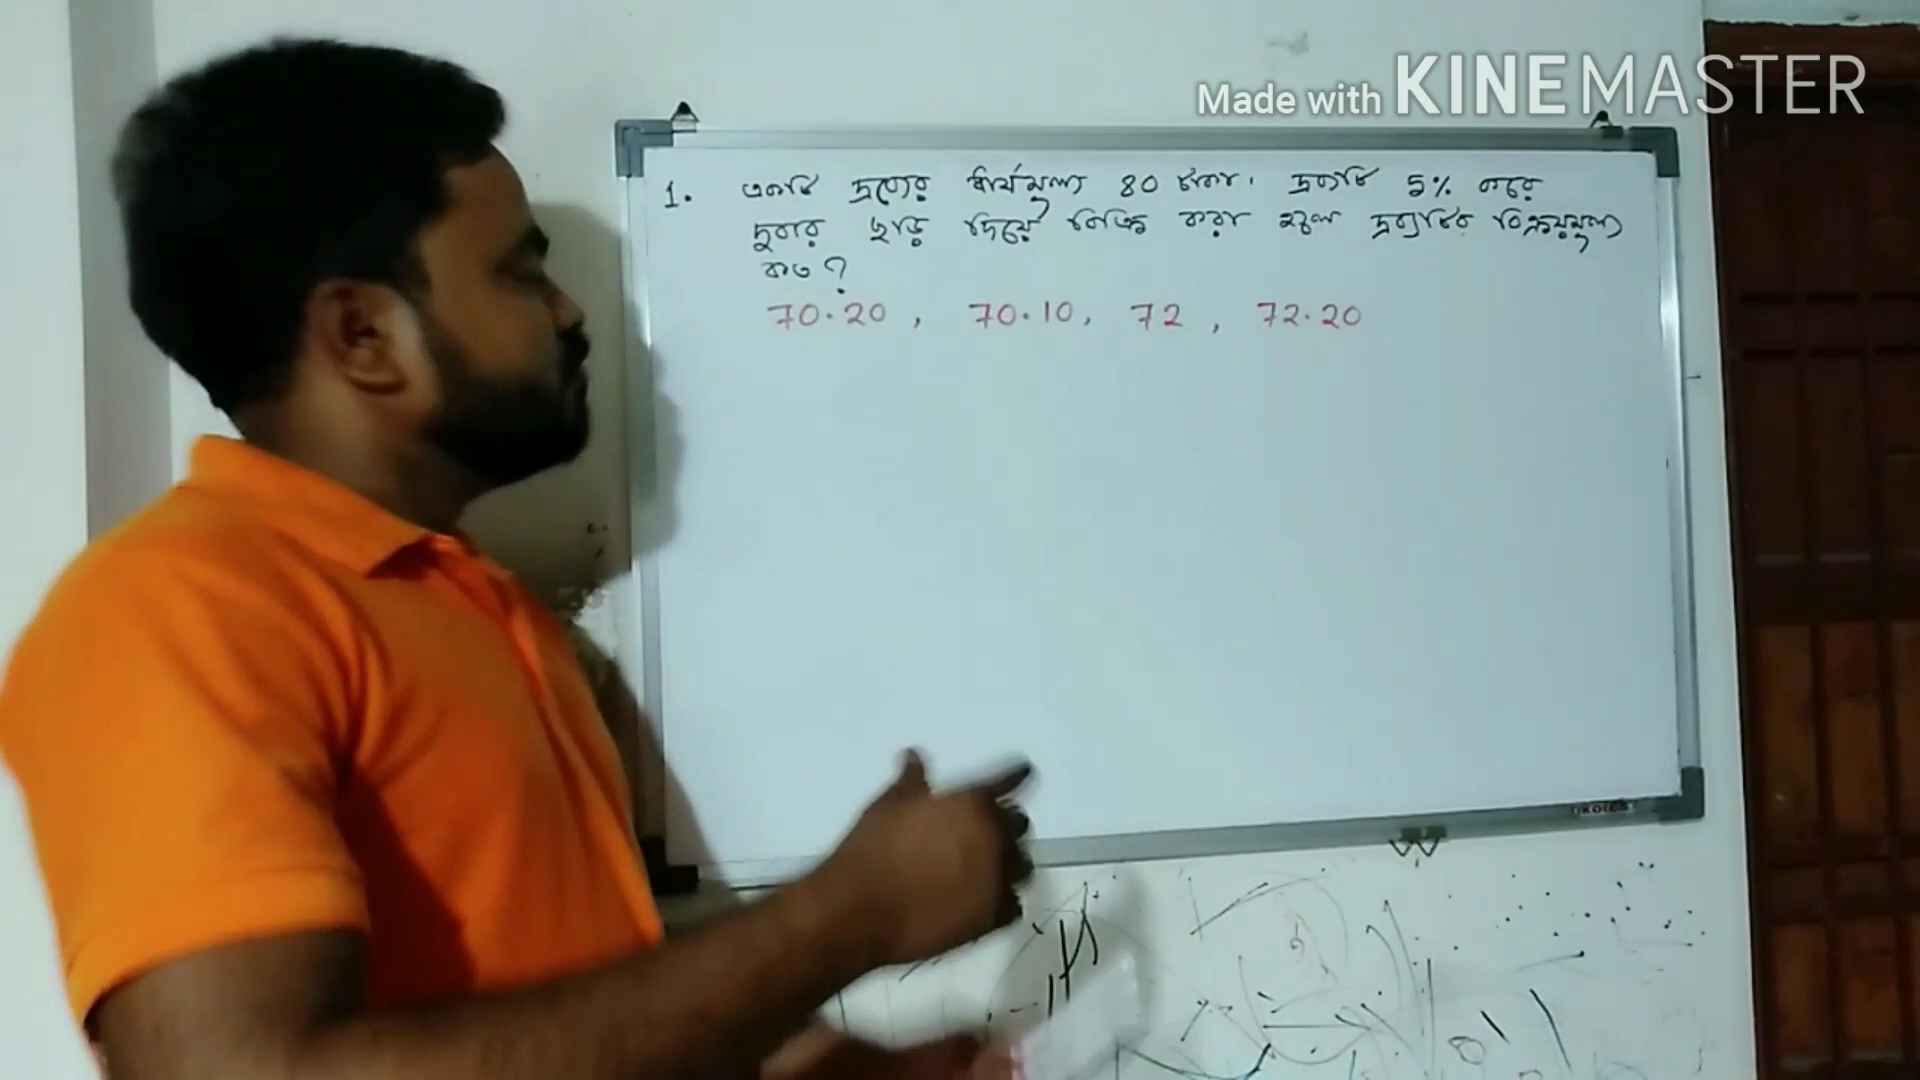 Made with KINEMASTER
1. একটি দ্রব্যের ধার্যমূল্য 80 টাকা। দ্রব্যটি 5% করে
দুবার ছাড় দিয়ে বিক্রি করা হলে দ্রব্যটির বিক্রয়মূল্য
কত?
70.20, 70.10, 72, 72.20